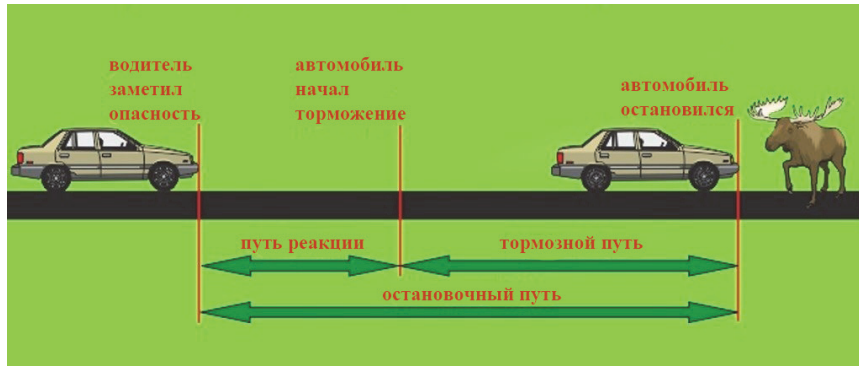 водитель
заметил
опасность
автомобиль
начал
торможение
автомобиль
остановился
путь реакции
тормозной путь
остановочный путь